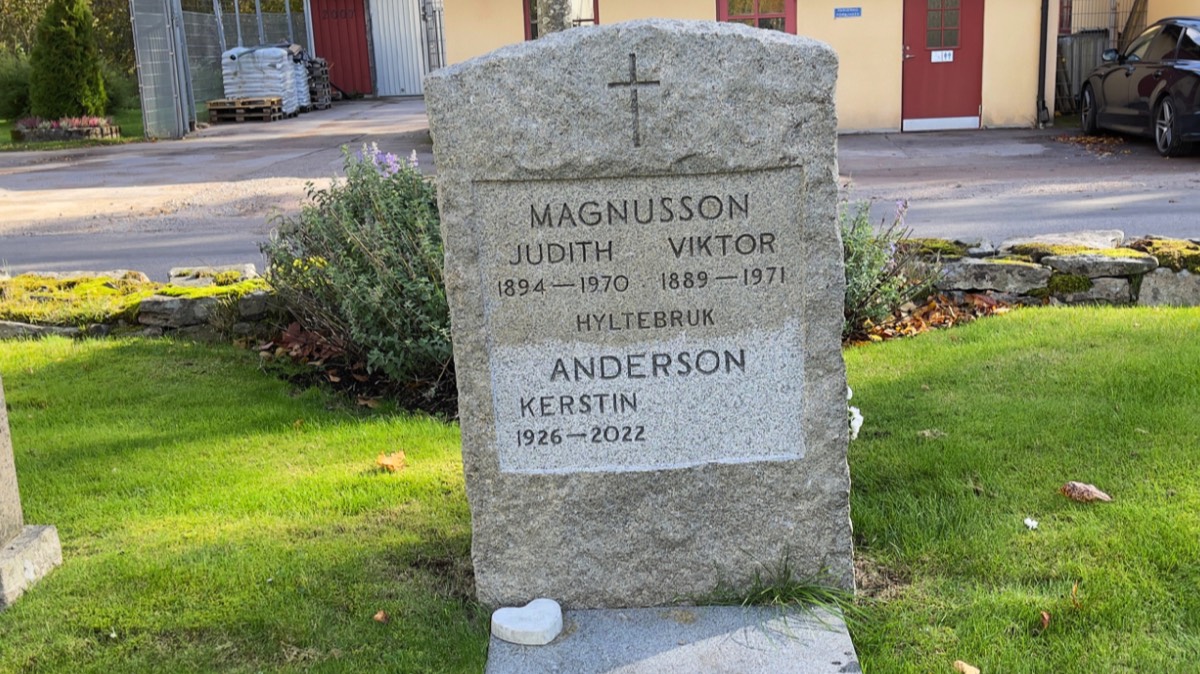 MAGNUSSON
JUDITH VIKTOR
1894—1970 1889—1971
HYLTEBRUK
ANDERSON
KERSTIN
1926—2022